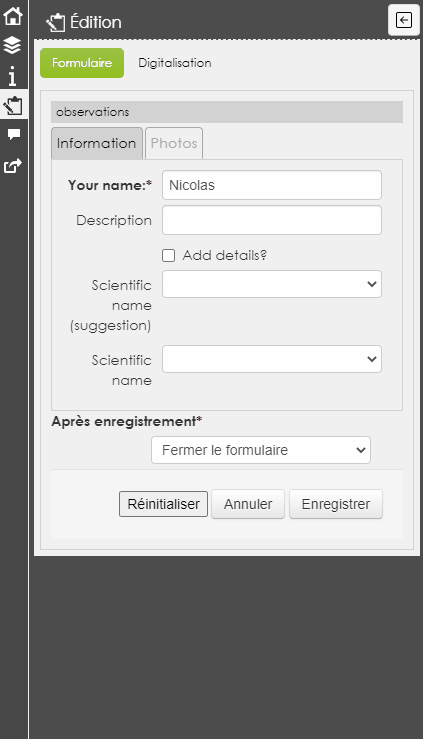 Édition
Formulaire Digitalisation
observations
Information Photos
Your name:* Nicolas
Description
Add details?
Scientific
name
(suggestion)
Scientific
name
Après enregistrement*
Fermer le formulaire
Réinitialiser Annuler Enregistrer